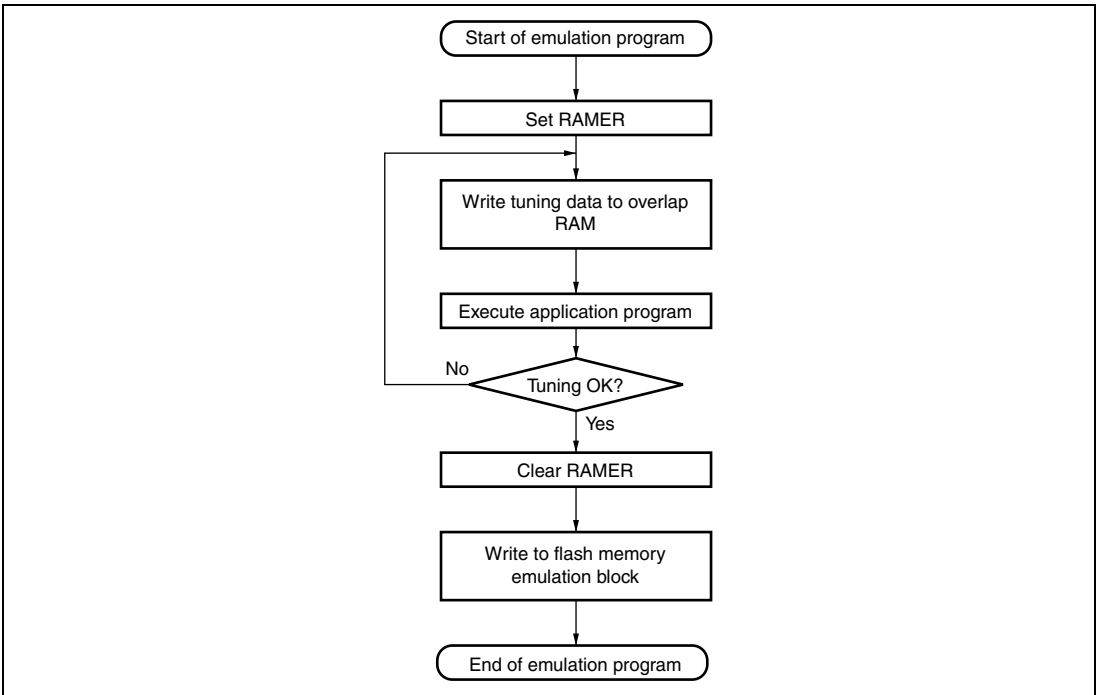 Start of emulation program
Set RAMER
Write tuning data to overlap
RAM
Execute application program
No
Tuning OK?
Yes
Clear RAMER
Write to flash memory
emulation block
End of emulation program